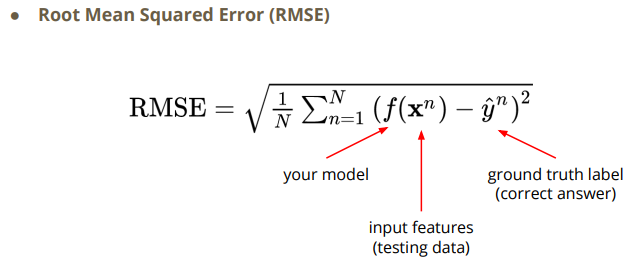 ● Root Mean Squared Error (RMSE)
RMSE = √(1/N ∑ₙ₌₁ᴺ (f(𝐱ⁿ) − ŷⁿ)²)
your model
ground truth label
(correct answer)
input features
(testing data)